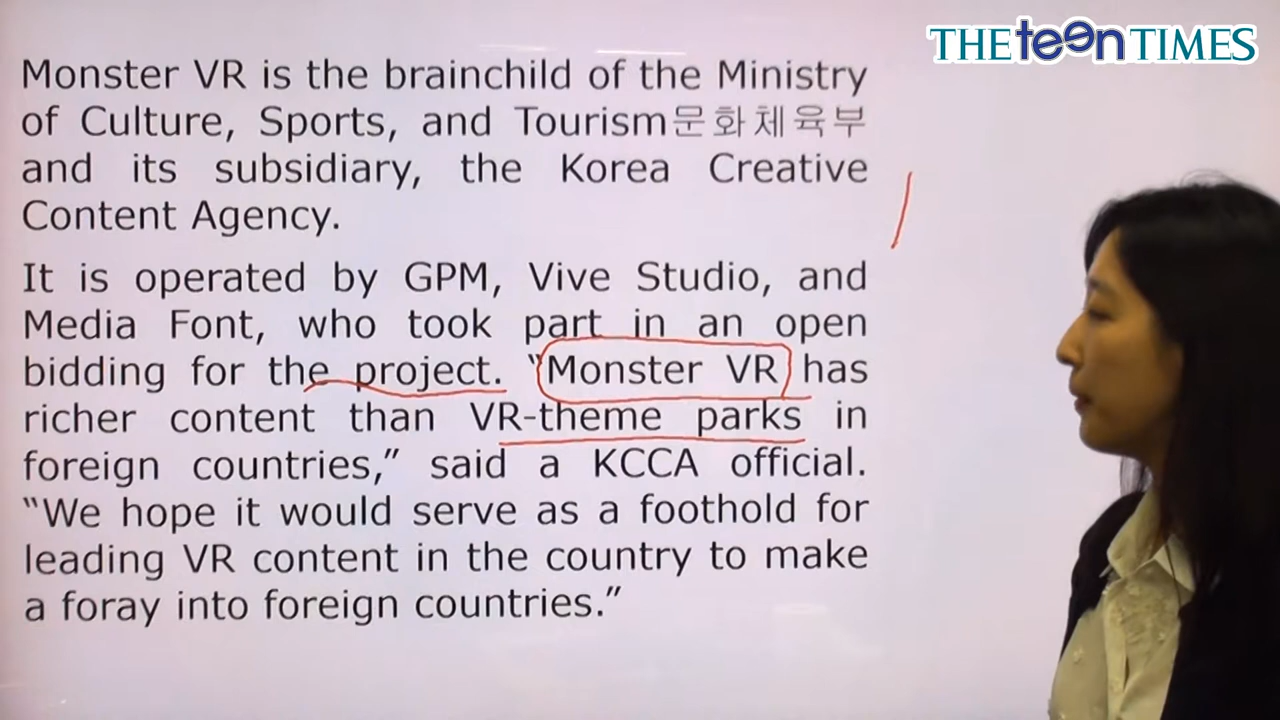 THE teen TIMES
Monster VR is the brainchild of the Ministry
of Culture, Sports, and Tourism문화체육부
and its subsidiary, the Korea Creative
Content Agency.
It is operated by GPM, Vive Studio, and
Media Font, who took part in an open
bidding for the project. “Monster VR has
richer content than VR-theme parks in
foreign countries,” said a KCCA official.
“We hope it would serve as a foothold for
leading VR content in the country to make
a foray into foreign countries.”